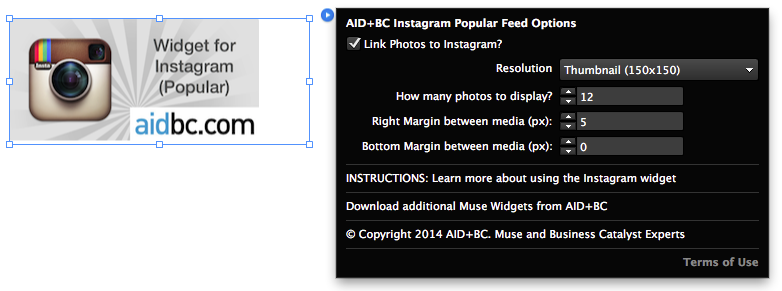 Insta
Widget for
Instagram
(Popular)
aidbc.com
AID+BC Instagram Popular Feed Options
Link Photos to Instagram?
Resolution Thumbnail (150x150)
How many photos to display? 12
Right Margin between media (px): 5
Bottom Margin between media (px): 0
INSTRUCTIONS: Learn more about using the Instagram widget
Download additional Muse Widgets from AID+BC
© Copyright 2014 AID+BC. Muse and Business Catalyst Experts
Terms of Use